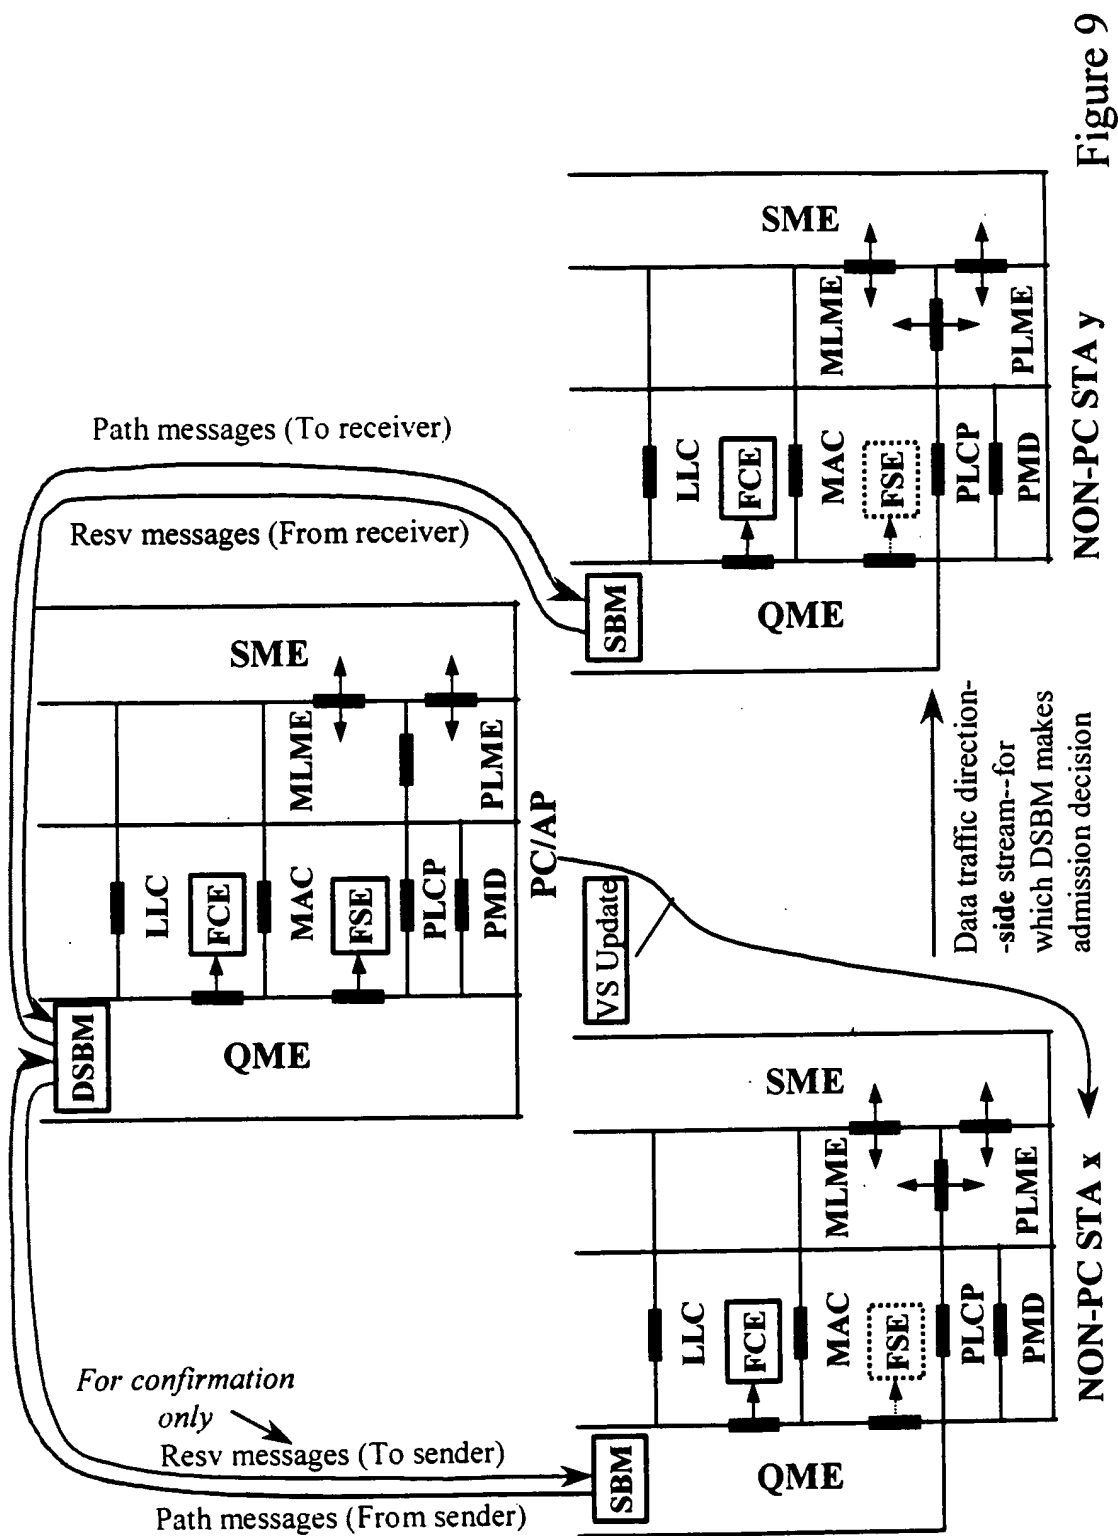 Path messages (To receiver)
Resv messages (From receiver)
DSBM
QME
LLC
FCE
MAC
FSE
PLCP
PMD
MLME
PLME
SME
PC/AP
For confirmation
only
Resv messages (To sender)
Path messages (From sender)
SBM
QME
LLC
FCE
MAC
FSE
PLCP
PMD
MLME
PLME
SME
NON-PC STA x
VS Update
Data traffic direction-
-side stream--for
which DSBM makes
admission decision
SBM
QME
LLC
FCE
MAC
FSE
PLCP
PMD
MLME
PLME
SME
NON-PC STA y
Figure 9